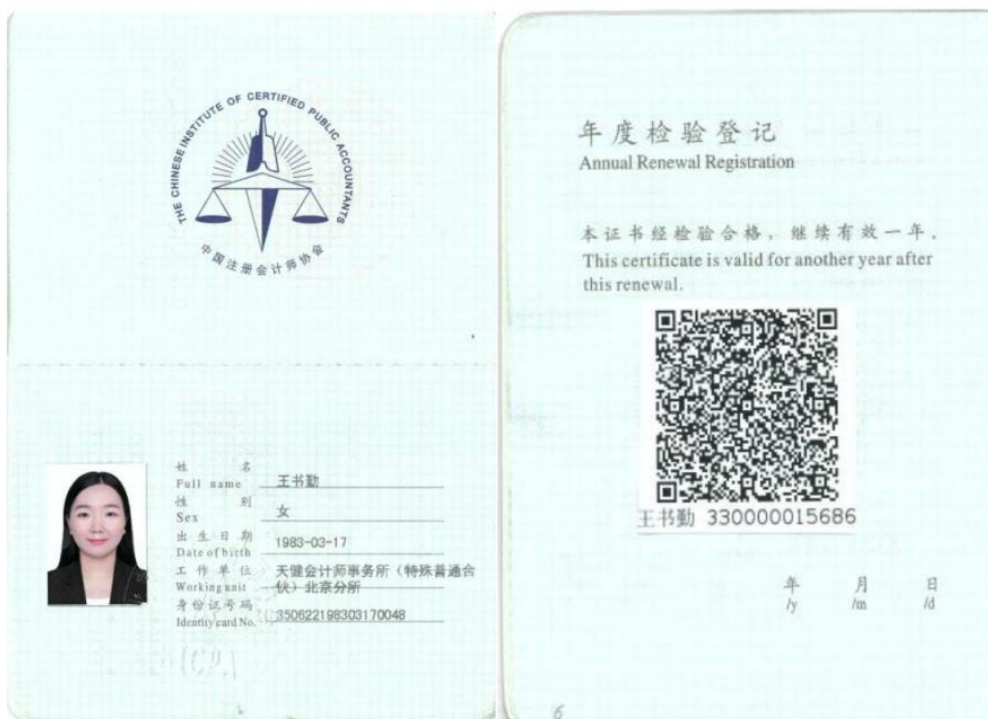 THE CHINESE INSTITUTE OF CERTIFIED PUBLIC ACCOUNTANTS
中国注册会计师协会
姓 名 王书勤
Full name
性 别 女
Sex
出生日期 1983-03-17
Date of birth
工作单位 天健会计师事务所（特殊普通合
Working unit 伙）北京分所
身份证号码 350622198303170048
Identity card No.
年度检验登记
Annual Renewal Registration
本证书经检验合格，继续有效一年。
This certificate is valid for another year after
this renewal.
王书勤 330000015686
年 月 日
/y /m /d
6